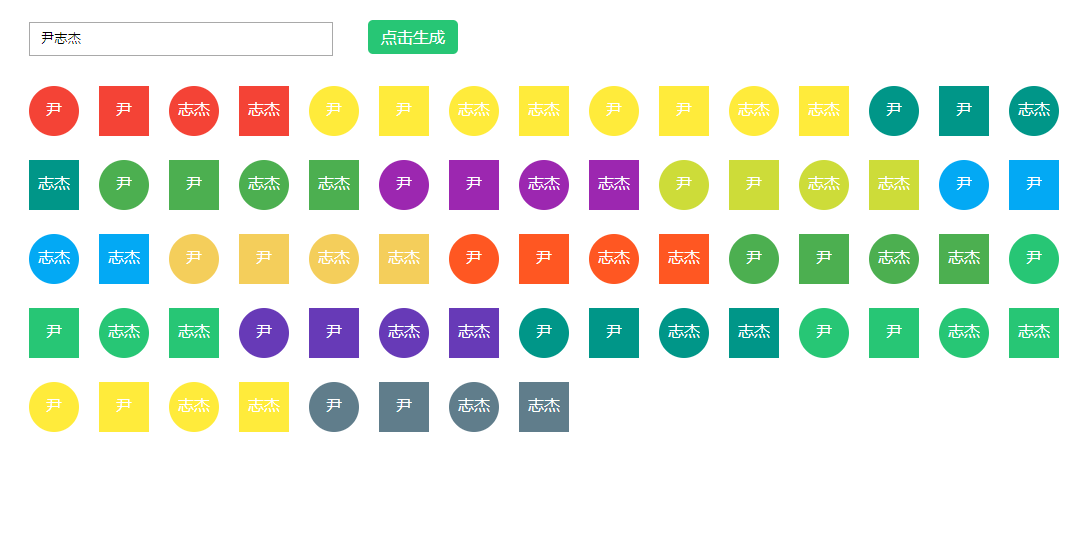 尹志杰 点击生成
尹 尹 志杰 志杰 尹 尹 志杰 志杰 尹 尹 志杰 志杰 尹 尹 志杰
志杰 尹 尹 志杰 志杰 尹 尹 志杰 志杰 尹 尹 志杰 志杰 尹 尹
志杰 志杰 尹 尹 志杰 志杰 尹 尹 志杰 志杰 尹 尹 志杰 志杰 尹
尹 志杰 志杰 尹 尹 志杰 志杰 尹 尹 志杰 志杰 尹 尹 志杰 志杰
尹 尹 志杰 志杰 尹 尹 志杰 志杰